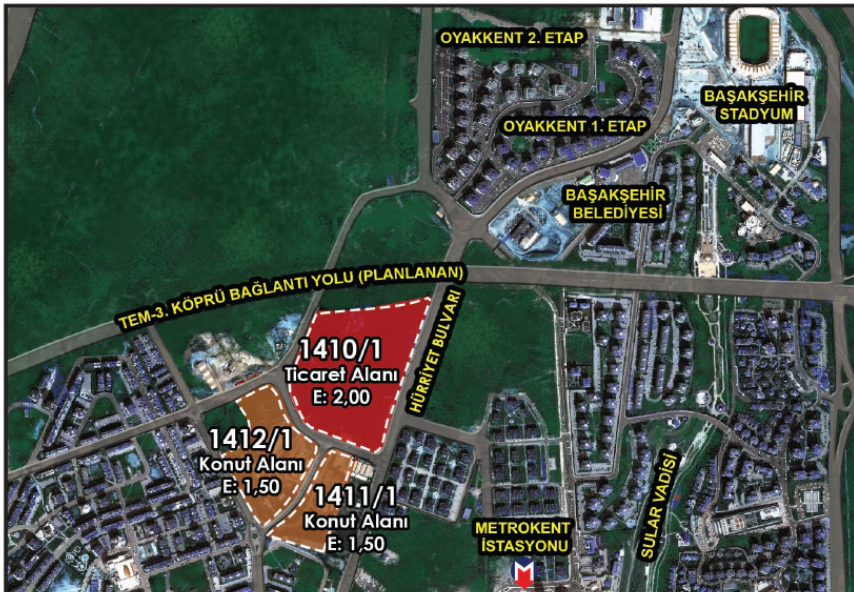 OYAKKENT 2. ETAP
BAŞAKŞEHİR
STADYUM
OYAKKENT 1. ETAP
BAŞAKŞEHİR
BELEDİYESİ
TEM-3. KÖPRÜ BAĞLANTI YOLU (PLANLANAN)
HÜRRİYET BULVARI
1410/1
Ticaret Alanı
E: 2,00
1412/1
Konut Alanı
E: 1,50
1411/1
Konut Alanı
E: 1,50
METROKENT
İSTASYONU
M
SULAR VADİSİ